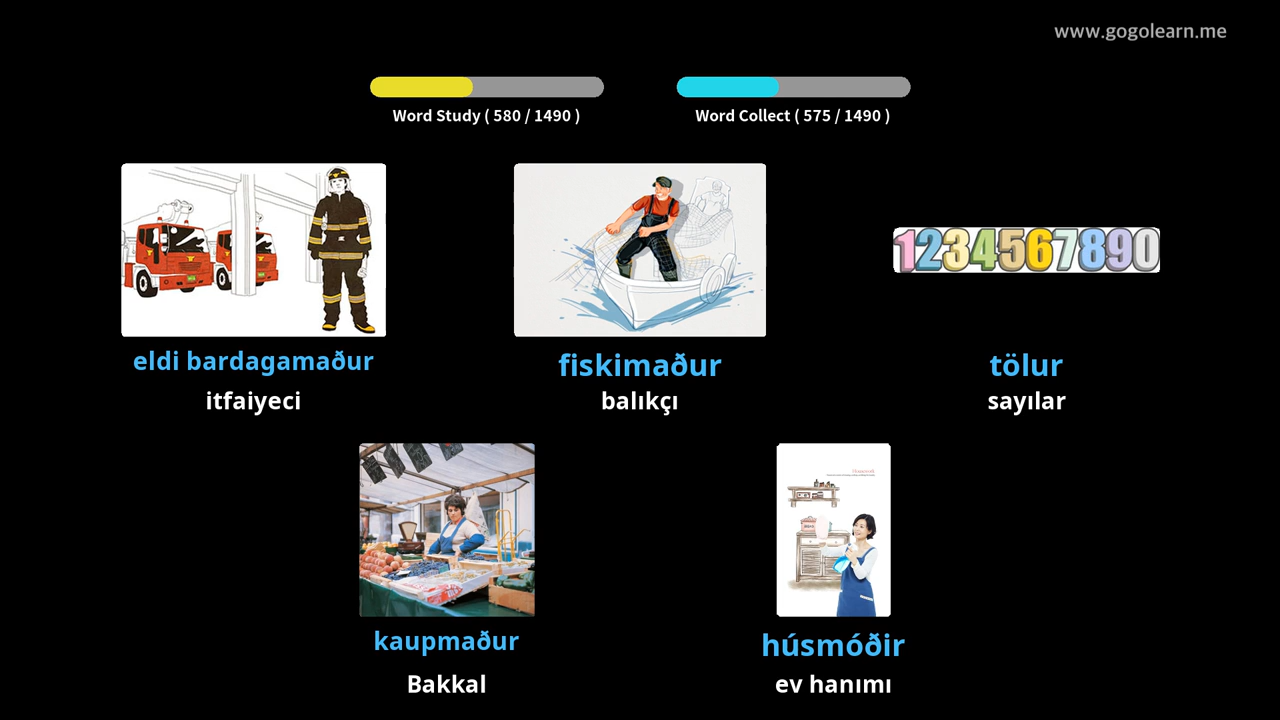 www.gogolearn.me
Word Study ( 580 / 1490 )
Word Collect ( 575 / 1490 )
1234567890
eldi bardagamaður
itfaiyeci
fiskimaður
balıkçı
tölur
sayılar
kaupmaður
Bakkal
húsmóðir
ev hanımı